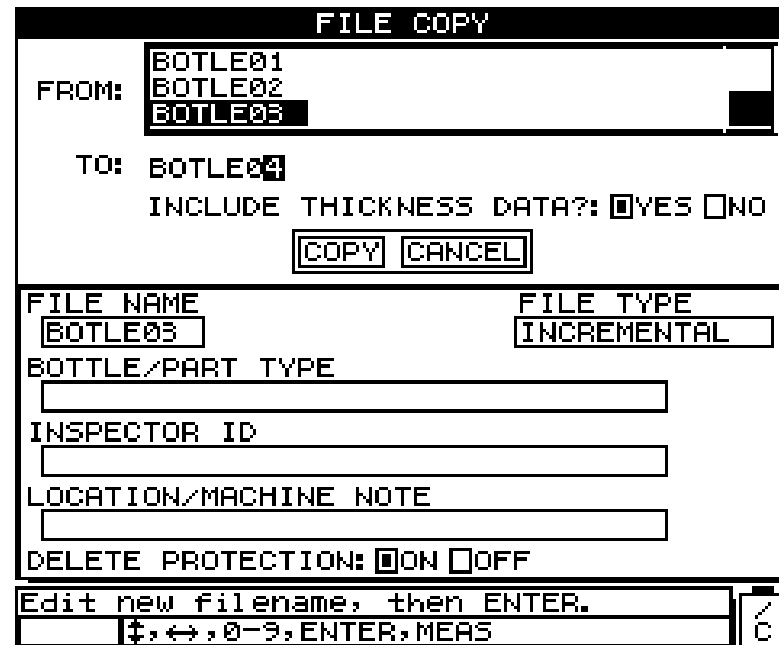 FILE COPY
BOTLE01
BOTLE02
FROM:
BOTLE03
TO: BOTLE04
INCLUDE THICKNESS DATA?: YES NO
COPY CANCEL
FILE NAME FILE TYPE
BOTLE03 INCREMENTAL
BOTTLE/PART TYPE
INSPECTOR ID
LOCATION/MACHINE NOTE
DELETE PROTECTION: ON OFF
Edit new filename, then ENTER.
↕,↔,0-9,ENTER,MEAS
/
C